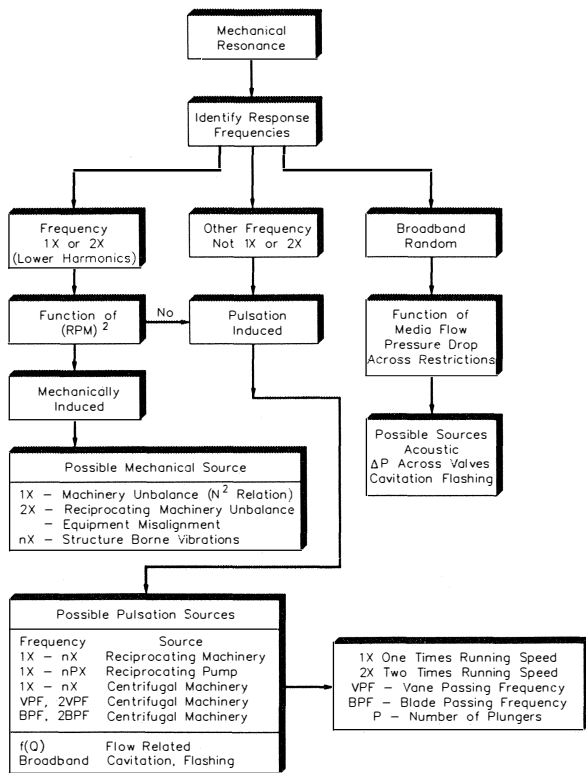 Mechanical
Resonance
Identify Response
Frequencies
Frequency
1X or 2X
(Lower Harmonics)
Other Frequency
Not 1X or 2X
Broadband
Random
Function of
(RPM) 2
No
Pulsation
Induced
Function of
Media Flow
Pressure Drop
Across Restrictions
Mechanically
Induced
Possible Sources
Acoustic
ΔP Across Valves
Cavitation Flashing
Possible Mechanical Source
1X – Machinery Unbalance (N2 Relation)
2X – Reciprocating Machinery Unbalance
– Equipment Misalignment
nX – Structure Borne Vibrations
Possible Pulsation Sources
Frequency Source
1X – nX Reciprocating Machinery
1X – nPX Reciprocating Pump
1X – nX Centrifugal Machinery
VPF, 2VPF Centrifugal Machinery
BPF, 2BPF Centrifugal Machinery
f(Q) Flow Related
Broadband Cavitation, Flashing
1X One Times Running Speed
2X Two Times Running Speed
VPF – Vane Passing Frequency
BPF – Blade Passing Frequency
P – Number of Plungers